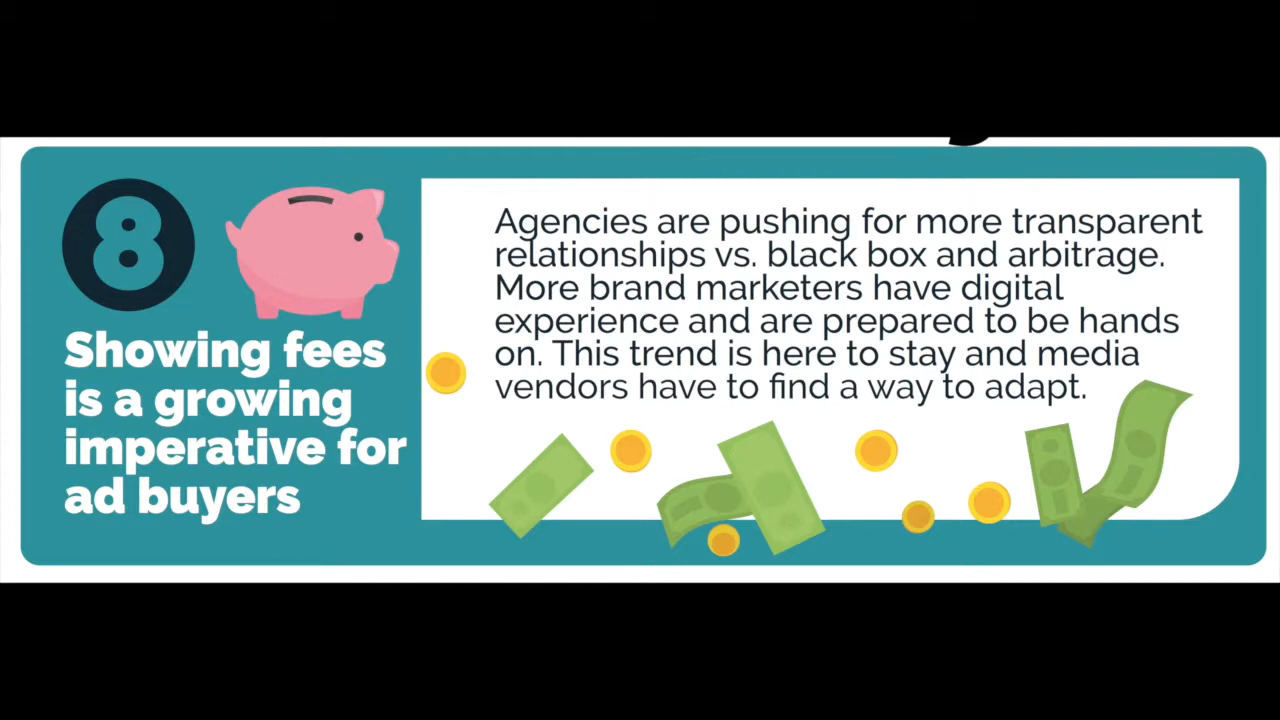 8
Showing fees
is a growing
imperative for
ad buyers
Agencies are pushing for more transparent
relationships vs. black box and arbitrage.
More brand marketers have digital
experience and are prepared to be hands
on. This trend is here to stay and media
vendors have to find a way to adapt.